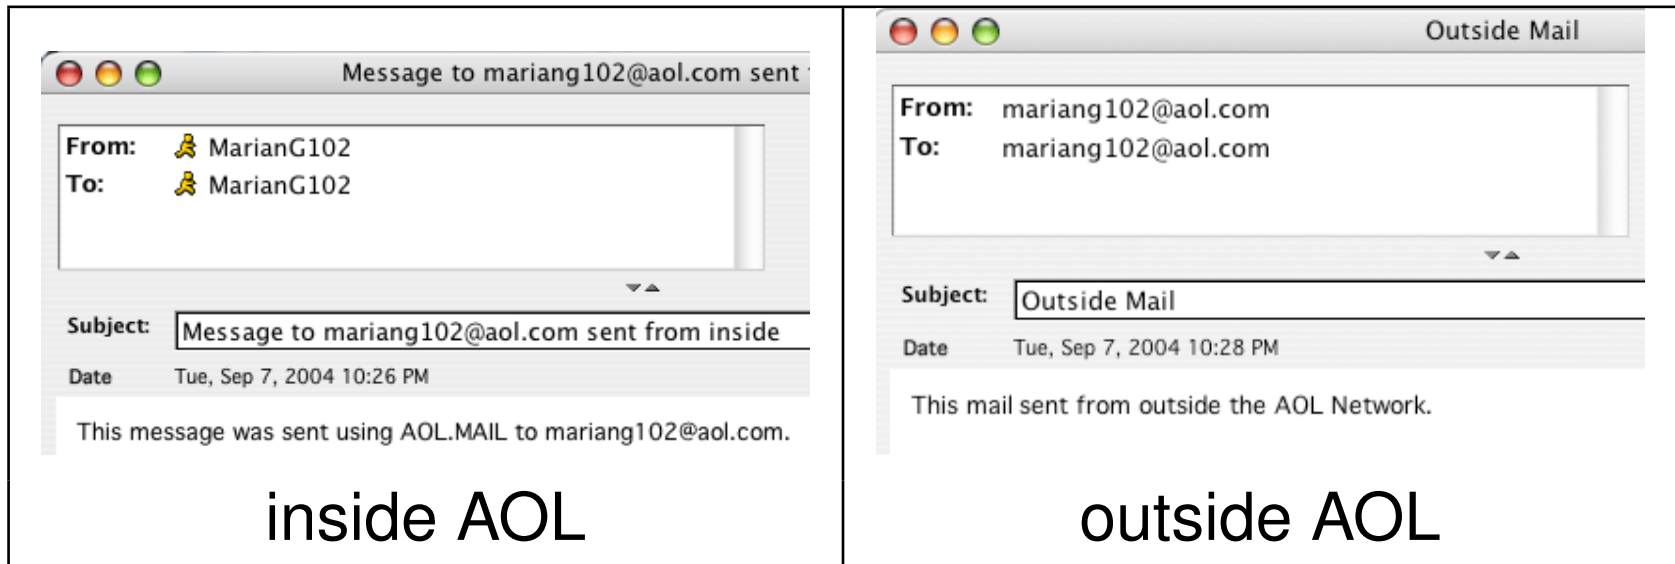 Message to mariang102@aol.com sent
From: MarianG102
To: MarianG102
Subject: Message to mariang102@aol.com sent from inside
Date Tue, Sep 7, 2004 10:26 PM
This message was sent using AOL.MAIL to mariang102@aol.com.
inside AOL
Outside Mail
From: mariang102@aol.com
To: mariang102@aol.com
Subject: Outside Mail
Date Tue, Sep 7, 2004 10:28 PM
This mail sent from outside the AOL Network.
outside AOL